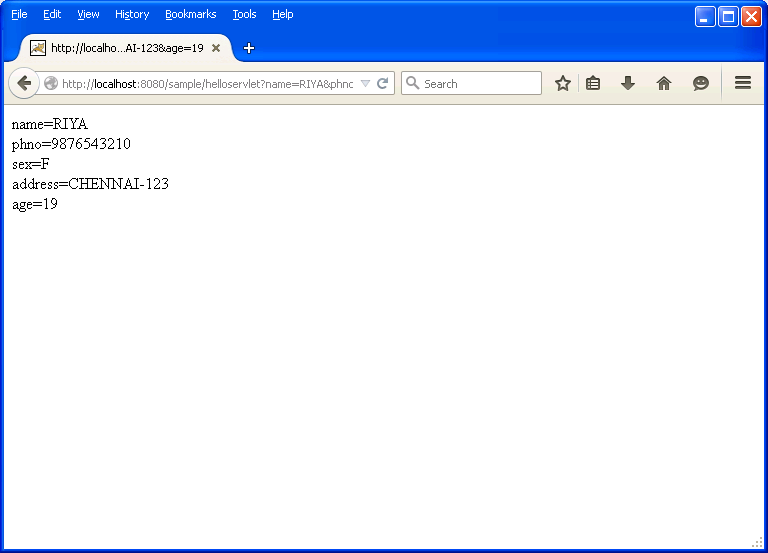 File Edit View History Bookmarks Tools Help
http://localho...AI-123&age=19
http://localhost:8080/sample/helloservlet?name=RIYA&phno Search
name=RIYA
phno=9876543210
sex=F
address=CHENNAI-123
age=19